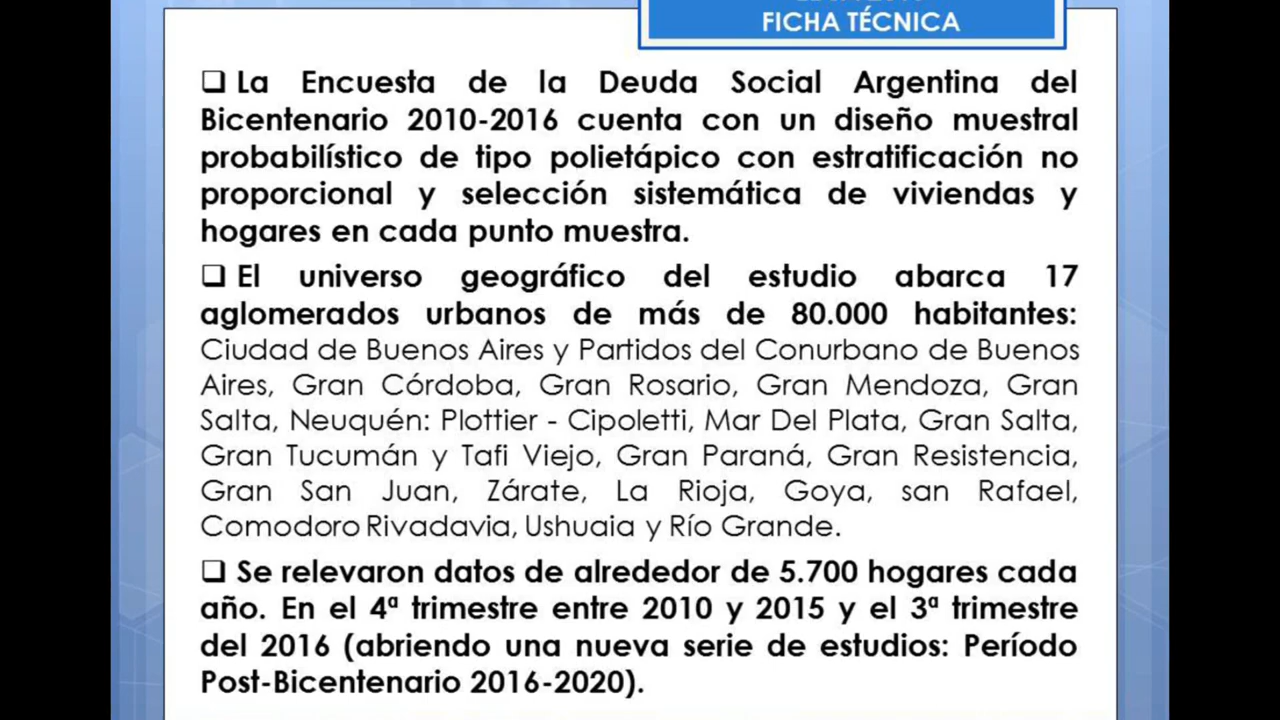 FICHA TÉCNICA
❑ La Encuesta de la Deuda Social Argentina del
Bicentenario 2010-2016 cuenta con un diseño muestral
probabilístico de tipo polietápico con estratificación no
proporcional y selección sistemática de viviendas y
hogares en cada punto muestra.
❑ El universo geográfico del estudio abarca 17
aglomerados urbanos de más de 80.000 habitantes:
Ciudad de Buenos Aires y Partidos del Conurbano de Buenos
Aires, Gran Córdoba, Gran Rosario, Gran Mendoza, Gran
Salta, Neuquén: Plottier - Cipoletti, Mar Del Plata, Gran Salta,
Gran Tucumán y Tafi Viejo, Gran Paraná, Gran Resistencia,
Gran San Juan, Zárate, La Rioja, Goya, san Rafael,
Comodoro Rivadavia, Ushuaia y Río Grande.
❑ Se relevaron datos de alrededor de 5.700 hogares cada
año. En el 4ª trimestre entre 2010 y 2015 y el 3ª trimestre
del 2016 (abriendo una nueva serie de estudios: Período
Post-Bicentenario 2016-2020).